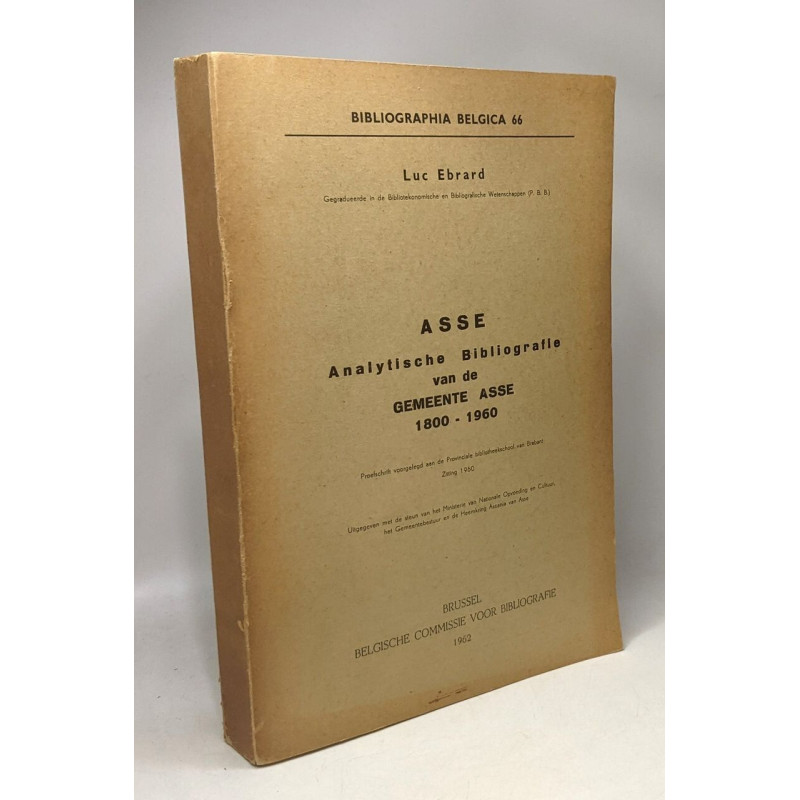 BIBLIOGRAPHIA BELGICA 66
Luc Ebrard
Gegradueerde in de Bibliotekonomische en Bibliografische Wetenschappen (P. B. B.)
ASSE
Analytische Bibliografie
van de
GEMEENTE ASSE
1800 - 1960
Proefschrift voorgelegd aan de Provinciale bibliotheekschool van Brabant
Zitting 1960
Uitgegeven met de steun van het Ministerie van Nationale Opvoeding en Cultuur,
het Gemeentebestuur en de Heemkring Ascania van Asse
BRUSSEL
BELGISCHE COMMISSIE VOOR BIBLIOGRAFIE
1962